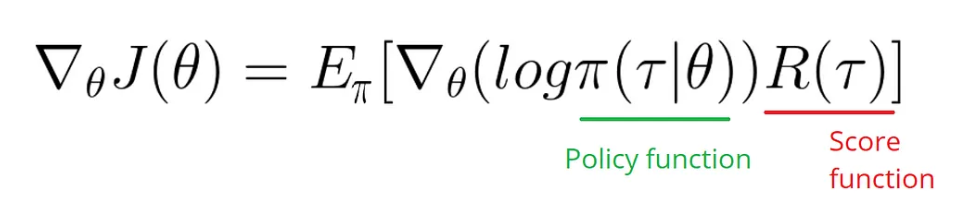 ∇θJ(θ) = Eπ[∇θ(logπ(τ|θ))R(τ)]
Policy function
Score
function